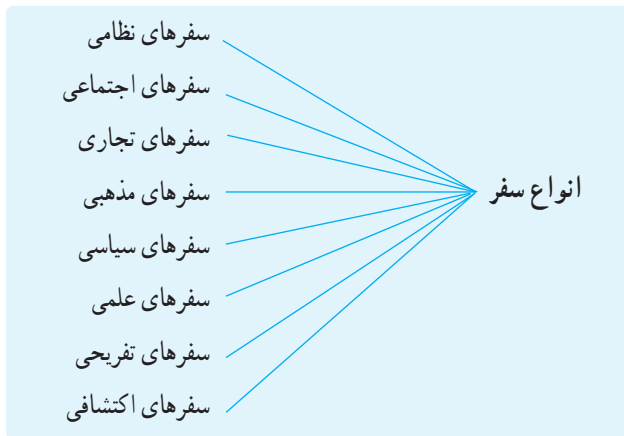 انواع سفر
سفرهای نظامی
سفرهای اجتماعی
سفرهای تجاری
سفرهای مذهبی
سفرهای سیاسی
سفرهای علمی
سفرهای تفریحی
سفرهای اکتشافی